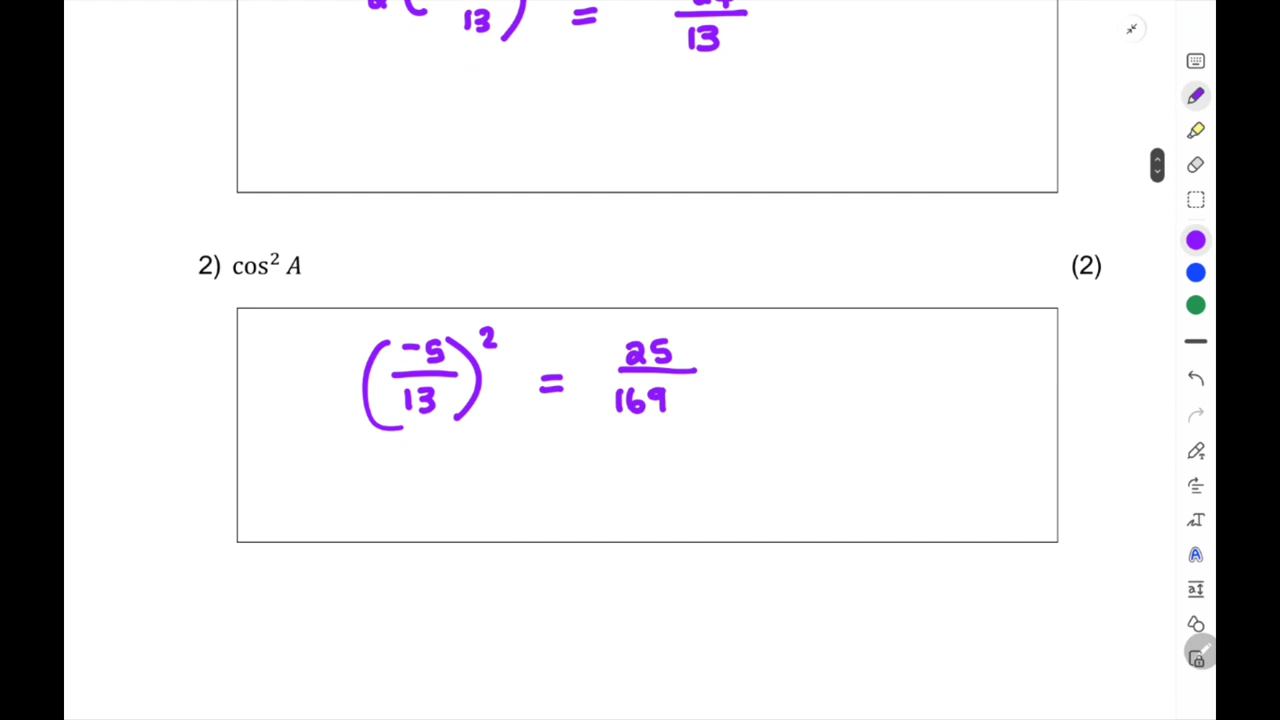 13 = 13
2) cos² A (2)
(-5/13)² = 25/169